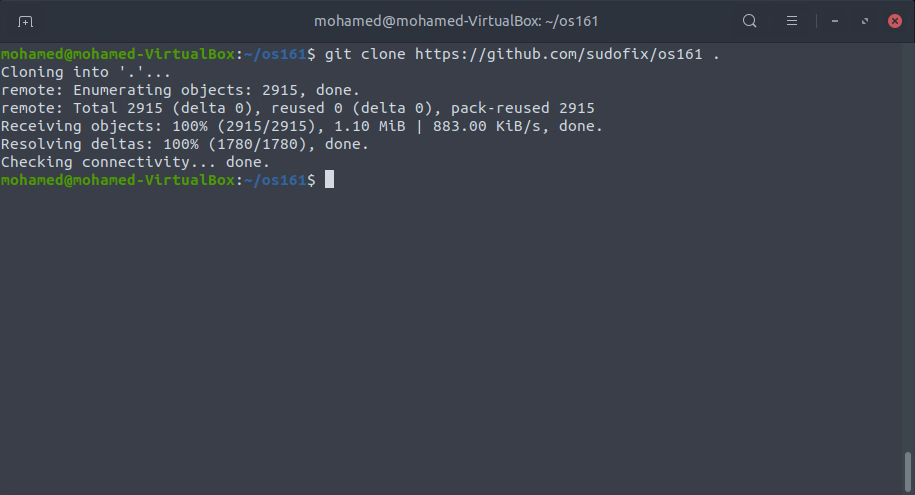 mohamed@mohamed-VirtualBox: ~/os161
mohamed@mohamed-VirtualBox:~/os161$ git clone https://github.com/sudofix/os161 .
Cloning into '.'...
remote: Enumerating objects: 2915, done.
remote: Total 2915 (delta 0), reused 0 (delta 0), pack-reused 2915
Receiving objects: 100% (2915/2915), 1.10 MiB | 883.00 KiB/s, done.
Resolving deltas: 100% (1780/1780), done.
Checking connectivity... done.
mohamed@mohamed-VirtualBox:~/os161$